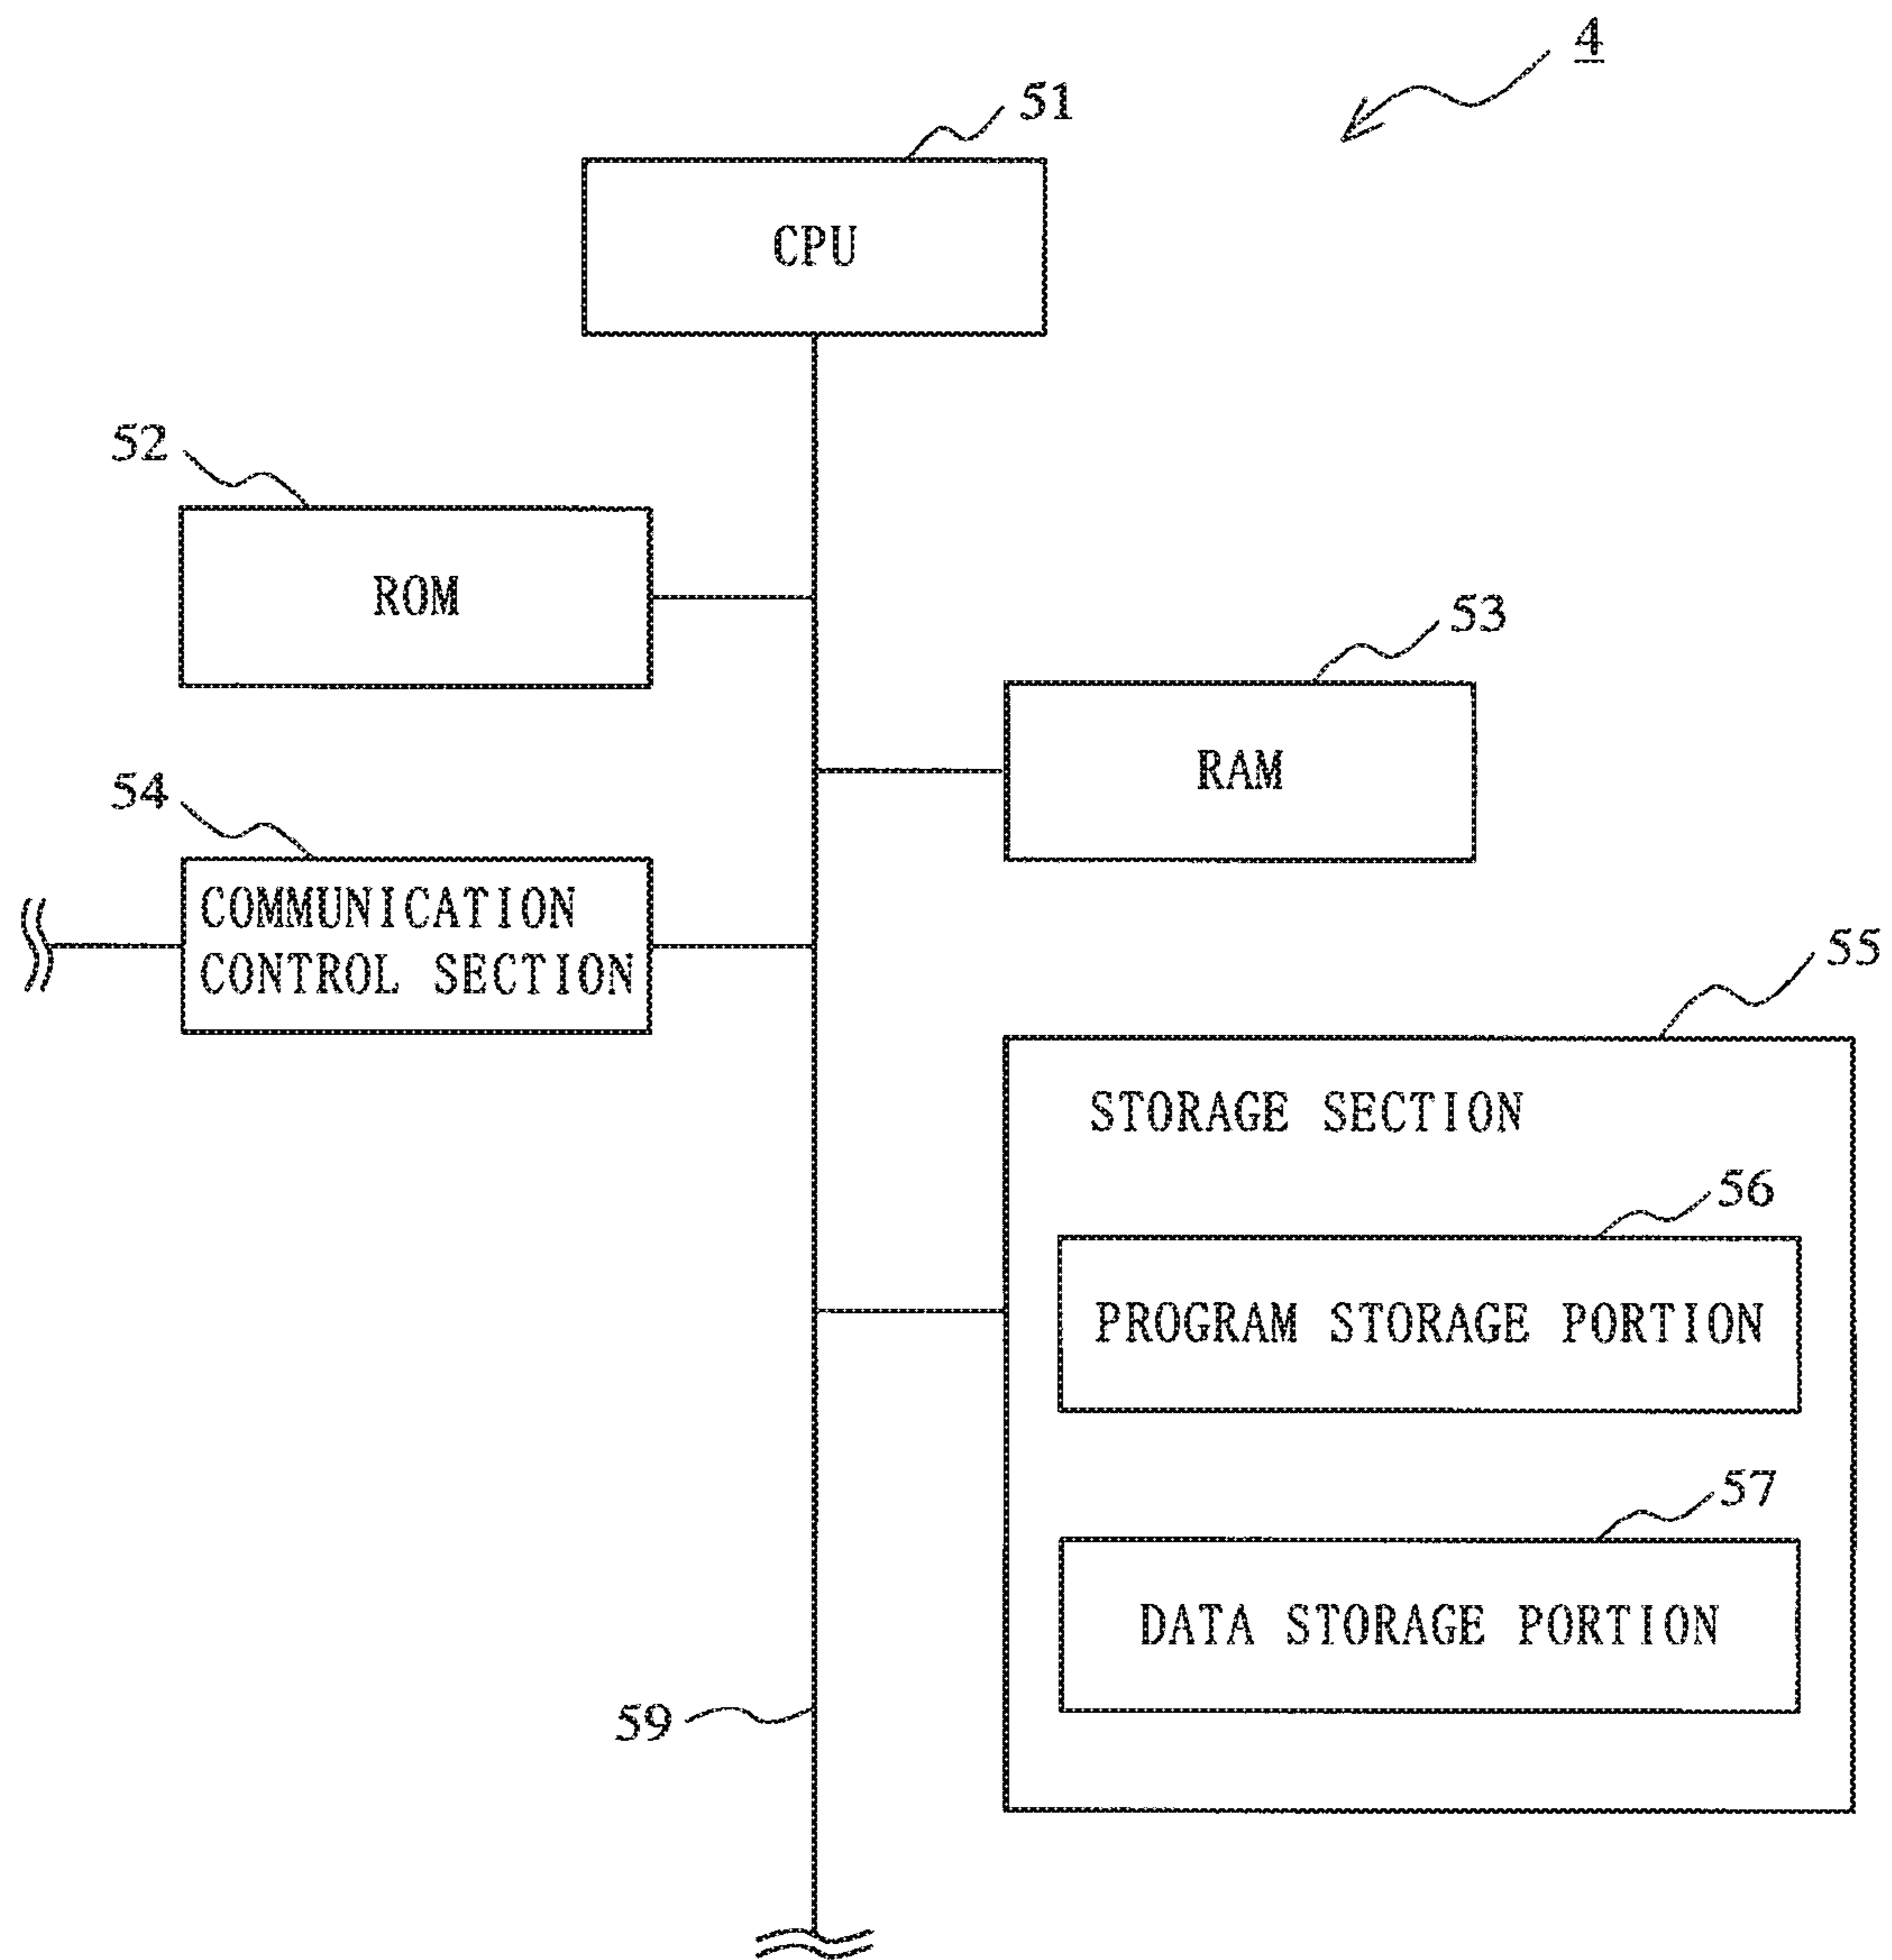 4
51
CPU
52
ROM
53
RAM
54
COMMUNICATION
CONTROL SECTION
55
STORAGE SECTION
56
PROGRAM STORAGE PORTION
57
DATA STORAGE PORTION
59